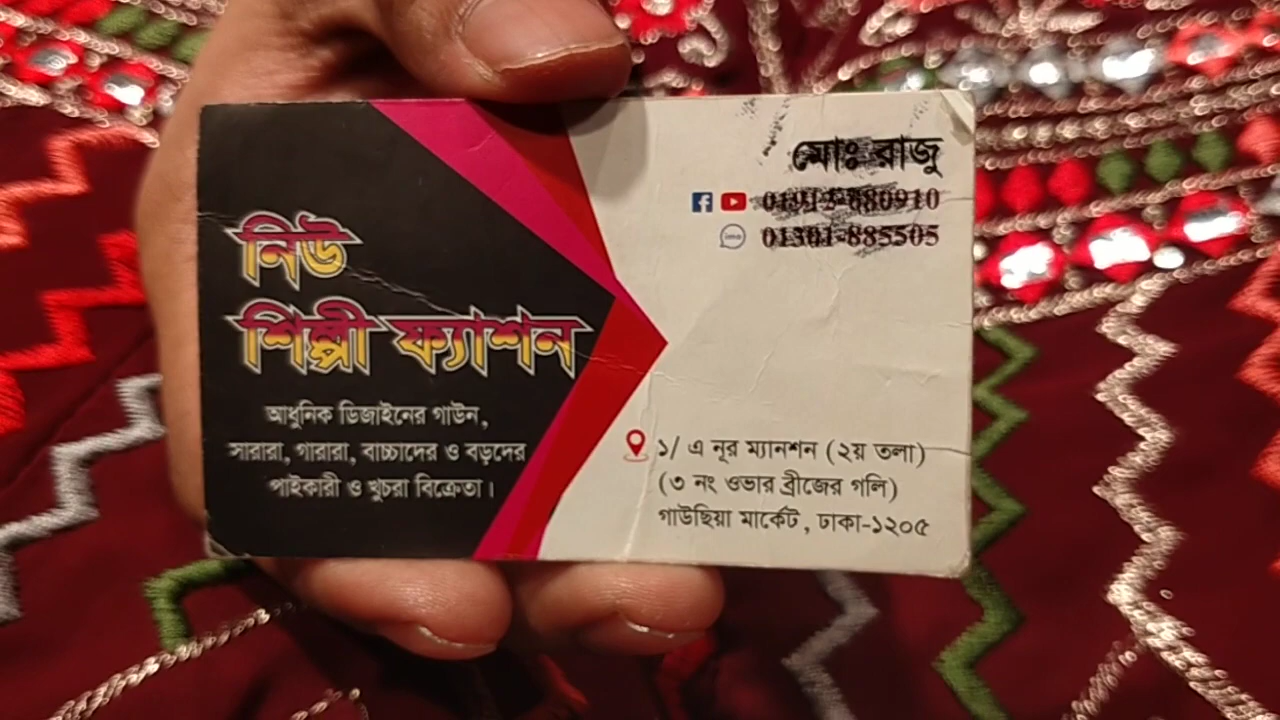 নিউ
শিল্পী ফ্যাশন
আধুনিক ডিজাইনের গাউন,
সারারা, গারারা, বাচ্চাদের ও বড়দের
পাইকারী ও খুচরা বিক্রেতা।
মোঃ রাজু
01301-885505
১/ এ নূর ম্যানশন (২য় তলা)
(৩ নং ওভার ব্রীজের গলি)
গাউছিয়া মার্কেট, ঢাকা-১২০৫